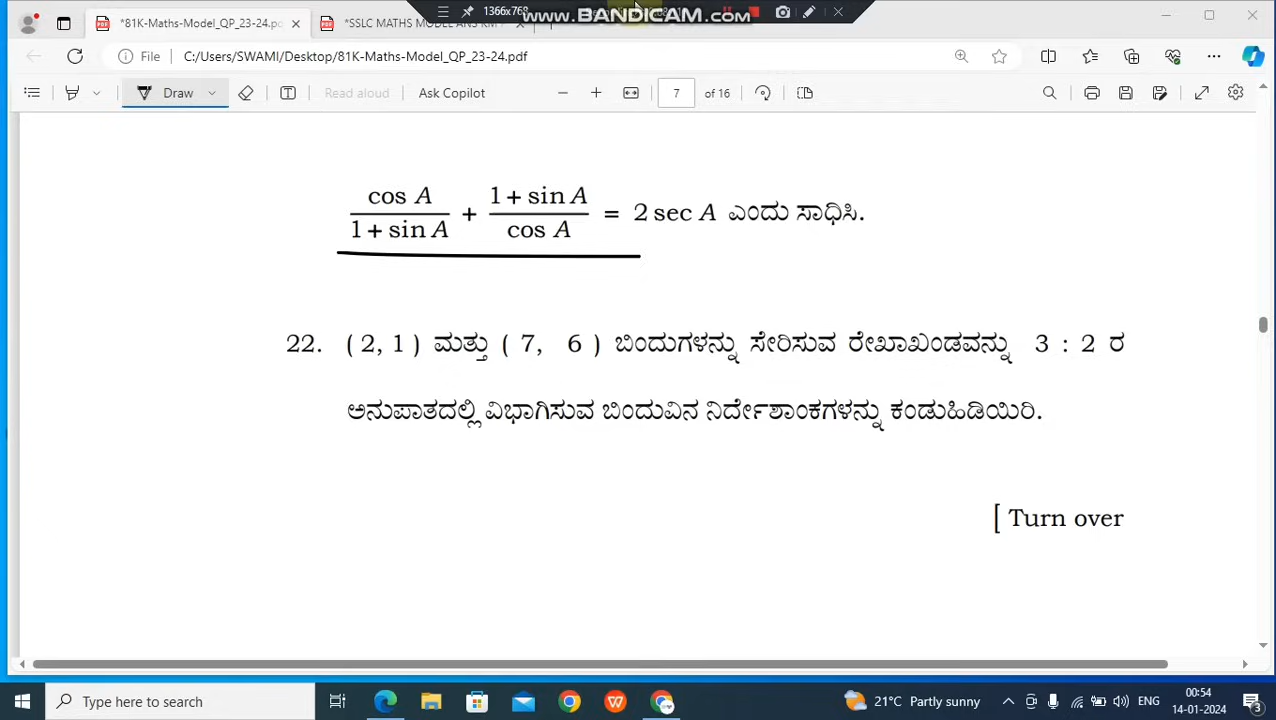 *81K-Maths-Model_QP_23-24.pdf
*SSLC MATHS MODEL ANS KM
1366x768
www.BANDICAM.com
File C:/Users/SWAMI/Desktop/81K-Maths-Model_QP_23-24.pdf
Draw Read aloud Ask Copilot 7 of 16
cos A / 1 + sin A + 1 + sin A / cos A = 2 sec A ಎಂದು ಸಾಧಿಸಿ.
22. ( 2, 1 ) ಮತ್ತು ( 7, 6 ) ಬಿಂದುಗಳನ್ನು ಸೇರಿಸುವ ರೇಖಾಖಂಡವನ್ನು 3 : 2 ರ
ಅನುಪಾತದಲ್ಲಿ ವಿಭಾಗಿಸುವ ಬಿಂದುವಿನ ನಿರ್ದೇಶಾಂಕಗಳನ್ನು ಕಂಡುಹಿಡಿಯಿರಿ.
[ Turn over
Type here to search
21°C Partly sunny
ENG
00:54
14-01-2024
3